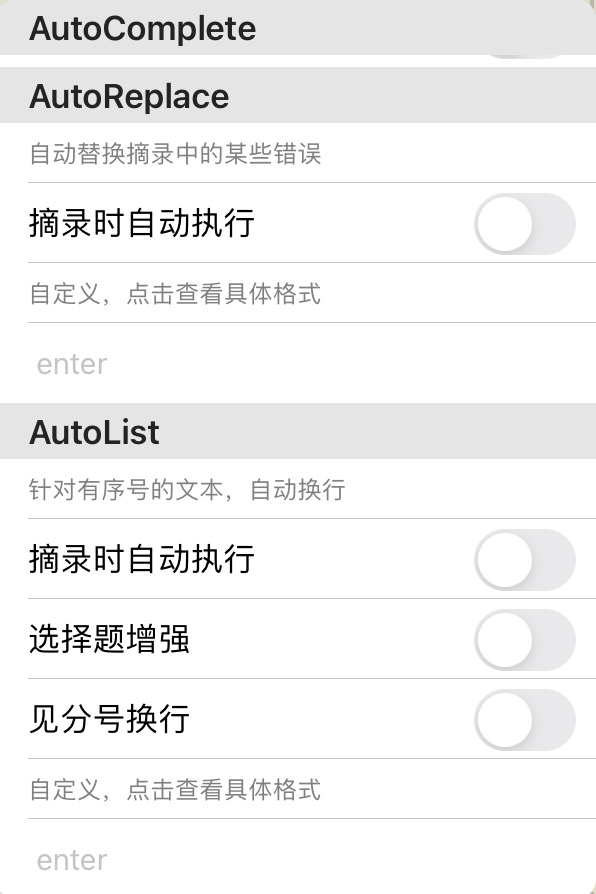 AutoComplete
AutoReplace
自动替换摘录中的某些错误
摘录时自动执行
自定义，点击查看具体格式
enter
AutoList
针对有序号的文本，自动换行
摘录时自动执行
选择题增强
见分号换行
自定义，点击查看具体格式
enter